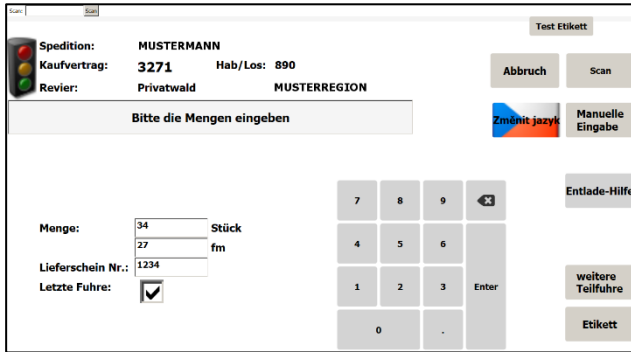 Scan: Scan
Test Etikett
Spedition: MUSTERMANN
Kaufvertrag: 3271 Hab/Los: 890
Revier: Privatwald MUSTERREGION
Abbruch Scan
Bitte die Mengen eingeben
Změnit jazyk
Manuelle
Eingabe
Entlade-Hilfe
7 8 9
Menge: 34 Stück
27 fm
4 5 6
Lieferschein Nr.: 1234
Letzte Fuhre:
1 2 3 Enter
0 .
weitere
Teilfuhre
Etikett